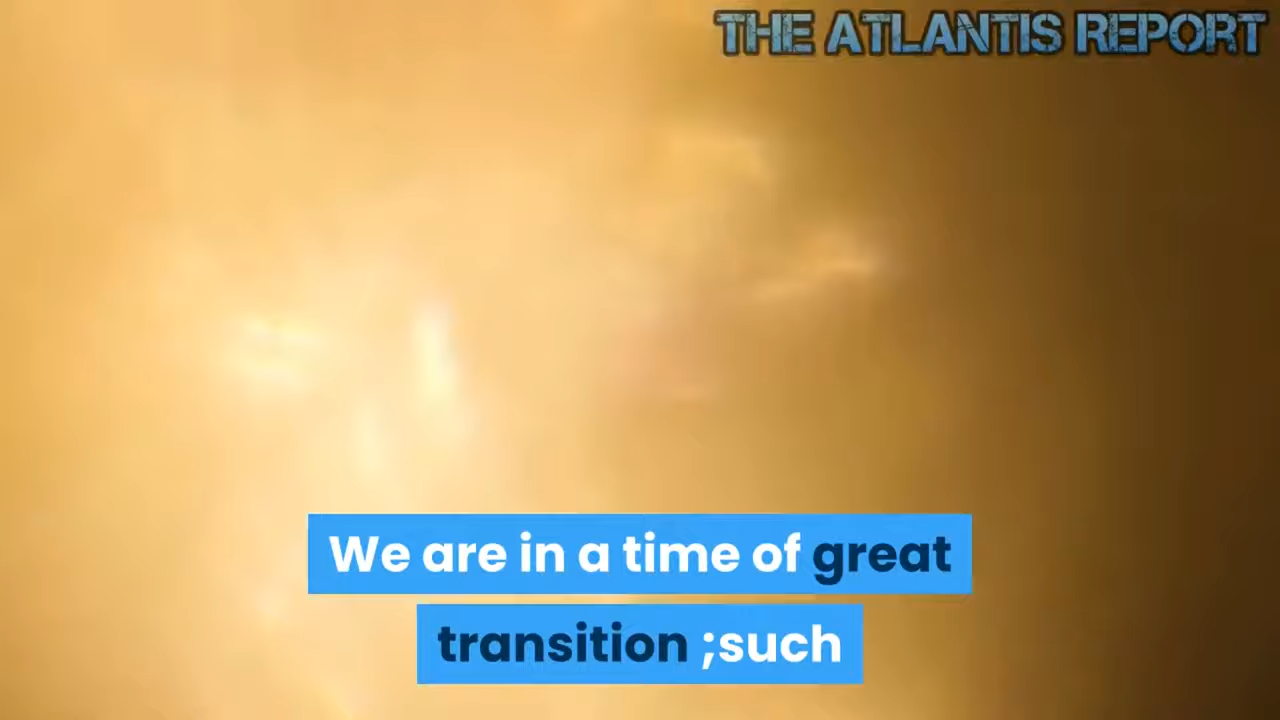 THE ATLANTIS REPORT
We are in a time of great
transition ;such